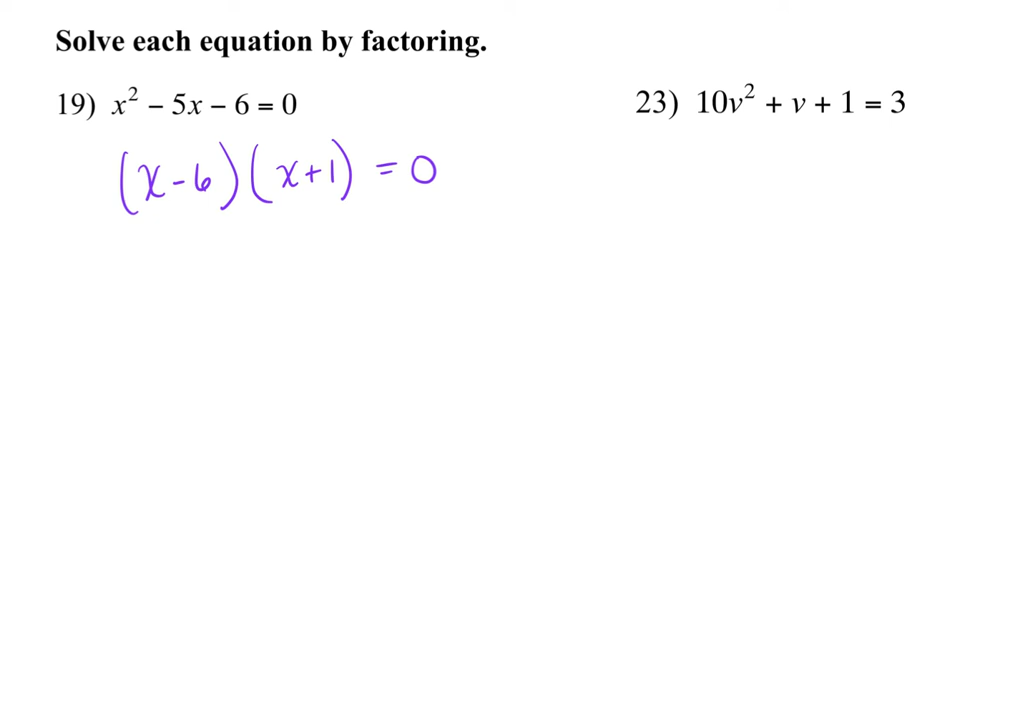 Solve each equation by factoring.
19) x² − 5x − 6 = 0
(x − 6)(x + 1) = 0
23) 10v² + v + 1 = 3